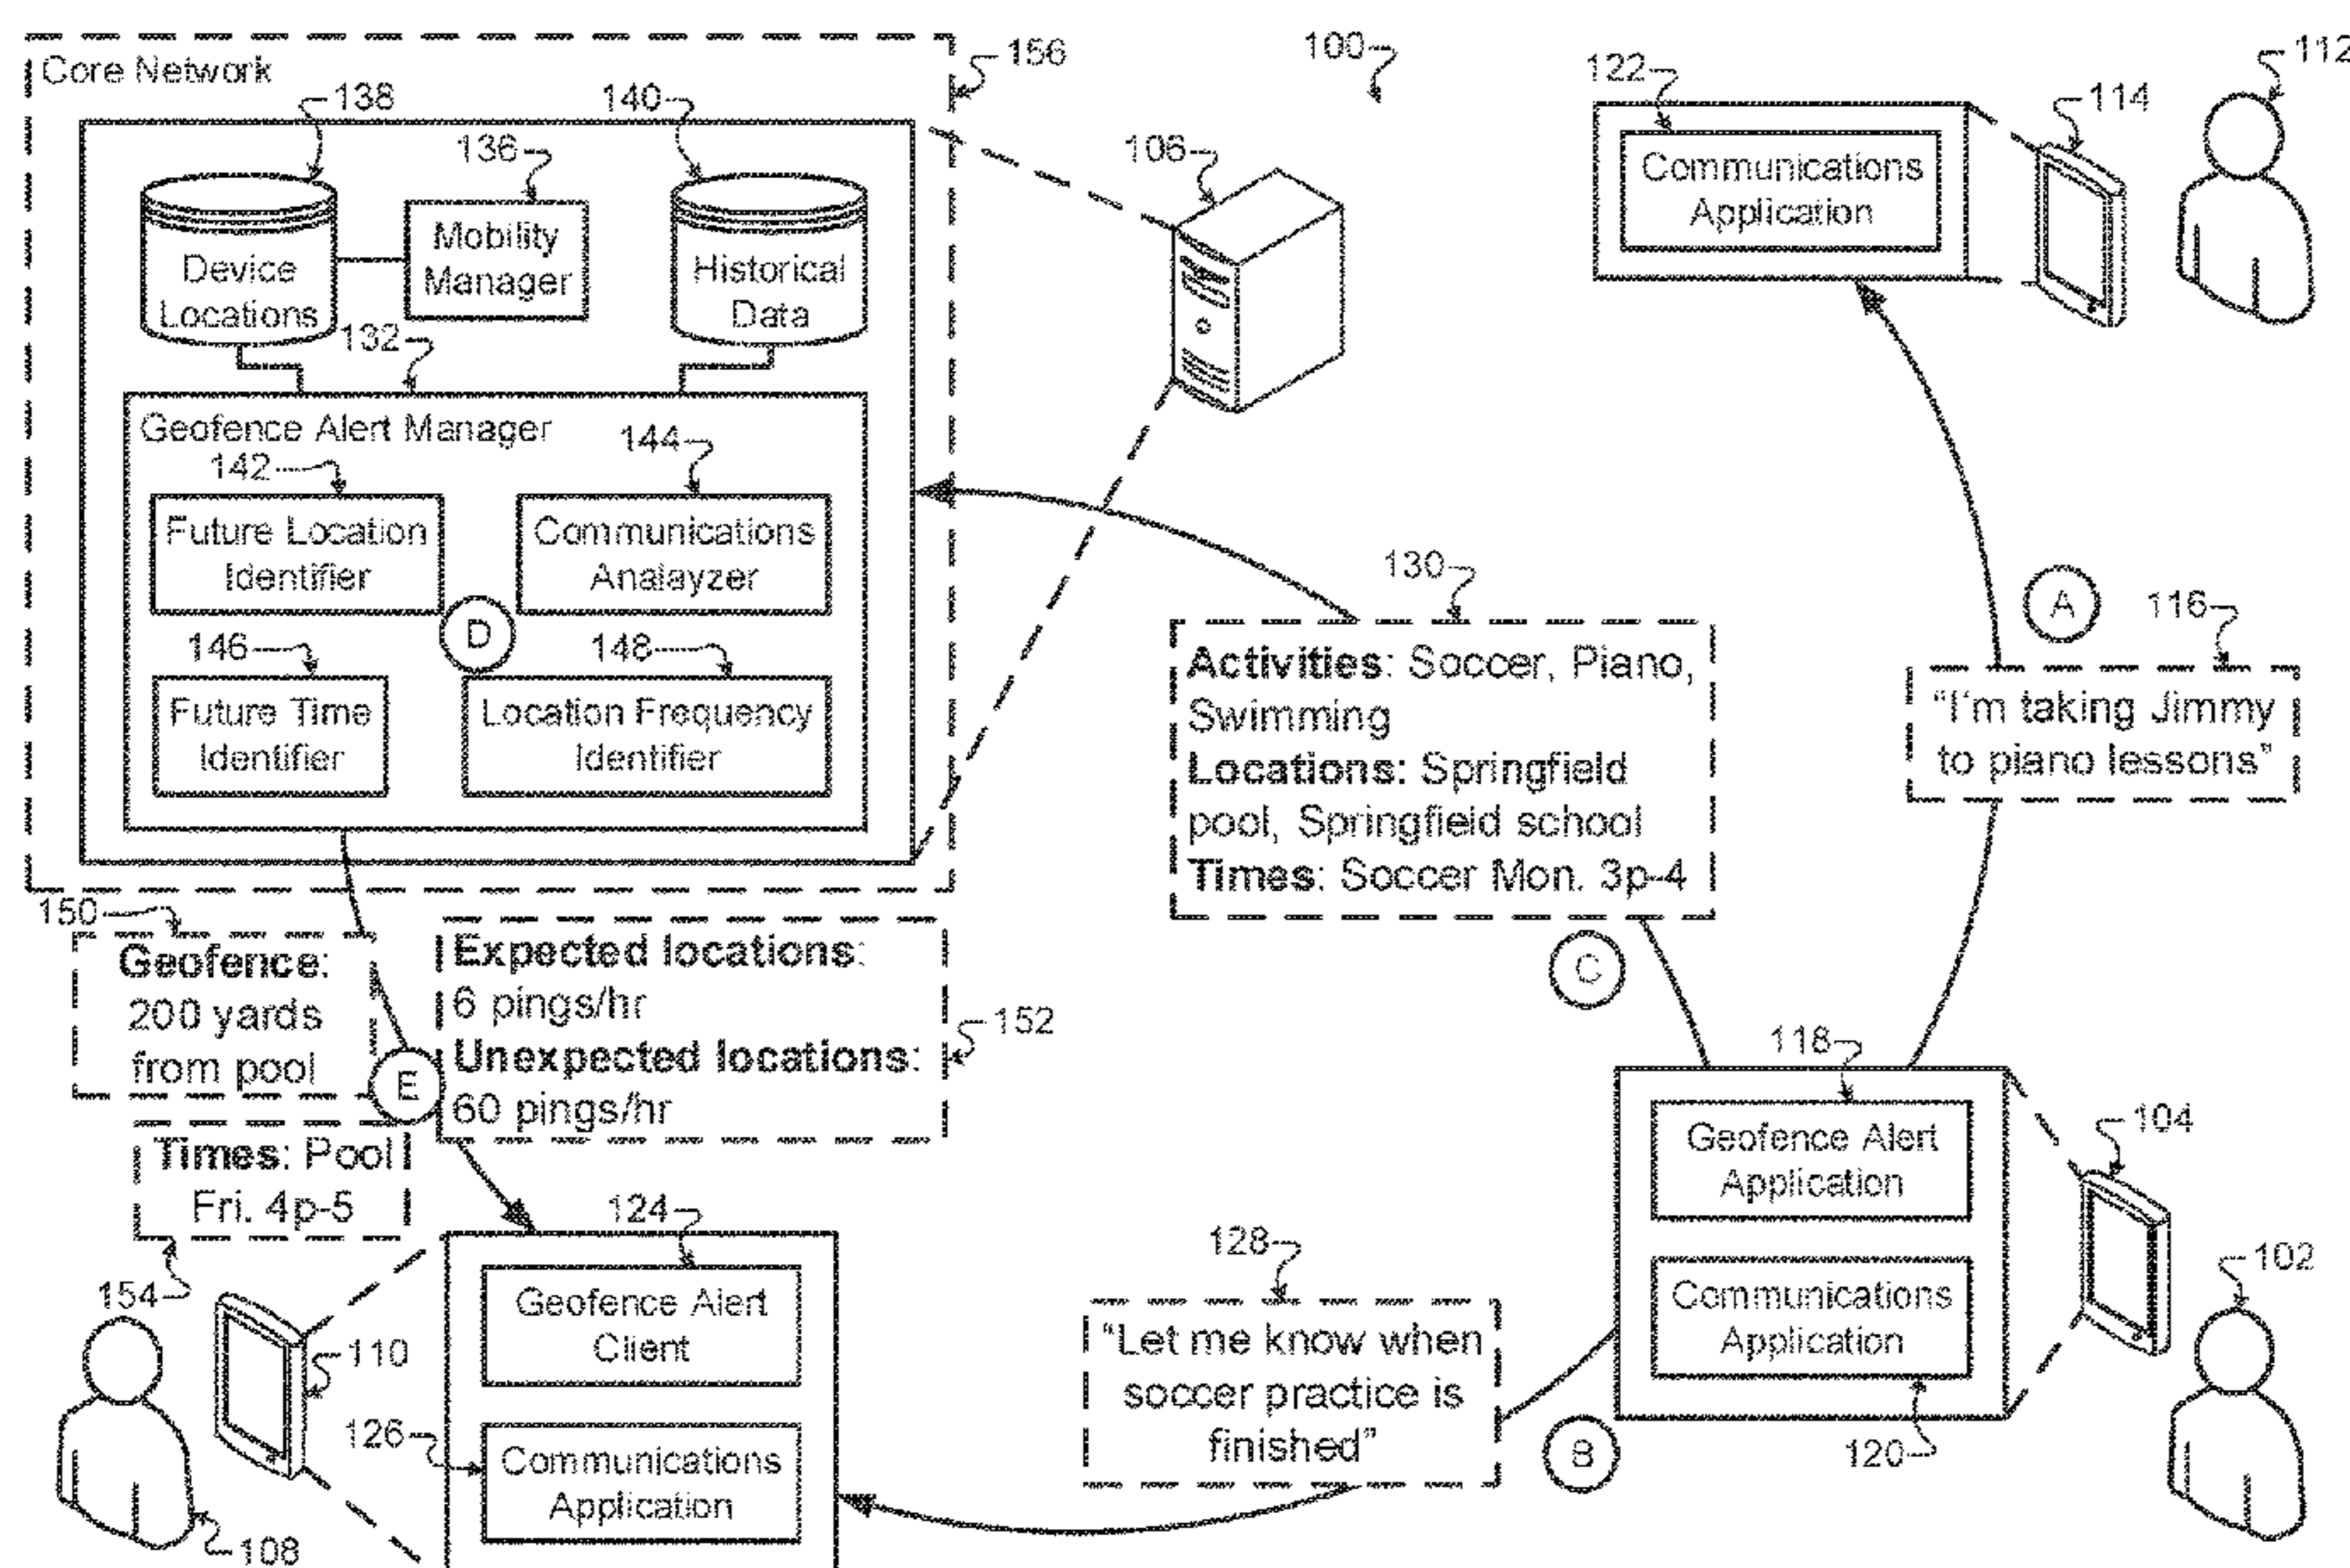 Core Network
156
100
122
112
138
140
114
136
106
Communications
Application
Mobility
Manager
Device
Locations
Historical
Data
132
Geofence Alert Manager
142
144
Future Location
Identifier
Communications
Analayzer
130
A
116
D
146
148
Activities: Soccer, Piano,
Swimming
Locations: Springfield
pool, Springfield school
Times: Soccer Mon. 3p-4
"I'm taking Jimmy
to piano lessons"
Future Time
Identifier
Location Frequency
Identifier
150
Geofence:
200 yards
from pool
Expected locations:
6 pings/hr
Unexpected locations:
60 pings/hr
152
C
E
118
104
Geofence Alert
Application
Times: Pool
Fri. 4p-5
124
128
102
154
Communications
Application
Geofence Alert
Client
"Let me know when
soccer practice is
finished"
110
126
B
120
Communications
Application
108